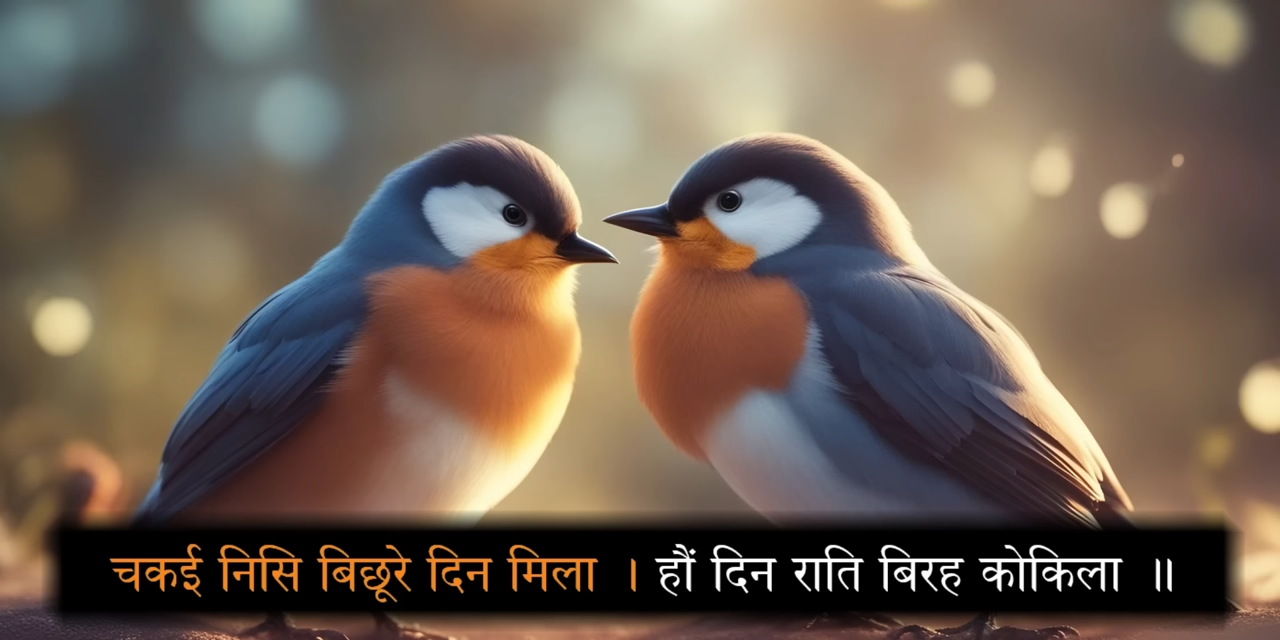 चकई निसि बिछूरे दिन मिला । हौं दिन राति बिरह कोकिला ॥